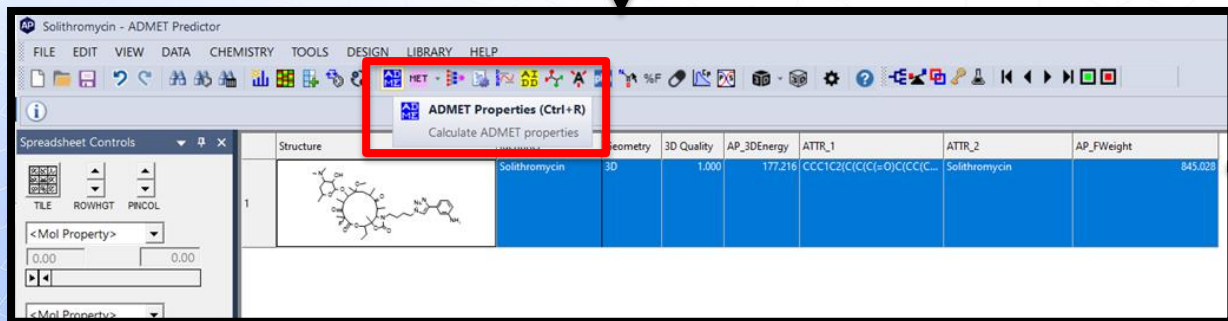 Solithromycin - ADMET Predictor
FILE EDIT VIEW DATA CHEMISTRY TOOLS DESIGN LIBRARY HELP
MET %F
ADMET Properties (Ctrl+R)
Calculate ADMET properties
Spreadsheet Controls
Structure Geometry 3D Quality AP_3DEnergy ATTR_1 ATTR_2 AP_FWeight
1 Solithromycin 3D 1.000 177.216 CCC1C2(C(C(C(=O)C(CC(C... Solithromycin 845.028
TILE ROWHGT PINCOL
<Mol Property>
0.00 0.00
<Mol Property>